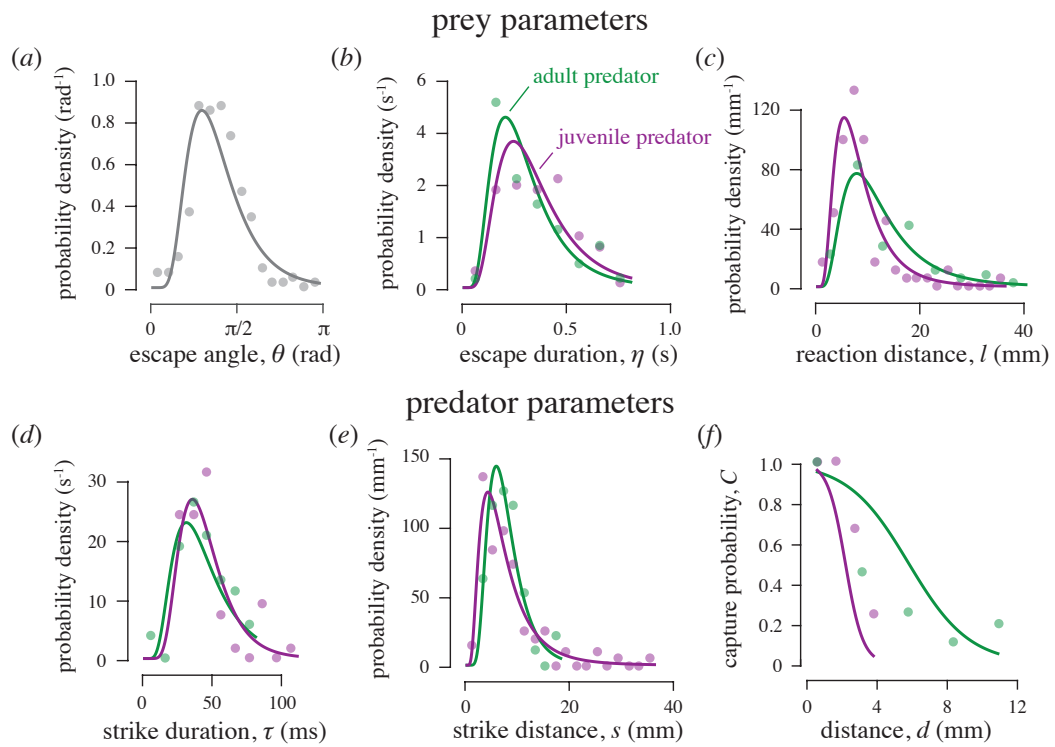 prey parameters
(a)
probability density (rad⁻¹)
1.0
0.8
0.6
0.4
0.2
0
0
π/2
π
escape angle, θ (rad)
(b)
probability density (s⁻¹)
6
4
2
1
0
0
0.5
1.0
escape duration, η (s)
adult predator
juvenile predator
(c)
probability density (mm⁻¹)
120
80
40
0
0
20
40
reaction distance, l (mm)
predator parameters
(d)
probability density (s⁻¹)
30
20
10
0
0
50
100
strike duration, τ (ms)
(e)
probability density (mm⁻¹)
150
100
50
0
0
20
40
strike distance, s (mm)
(f)
capture probability, C
1.0
0.8
0.6
0.4
0.2
0
0
4
8
12
distance, d (mm)